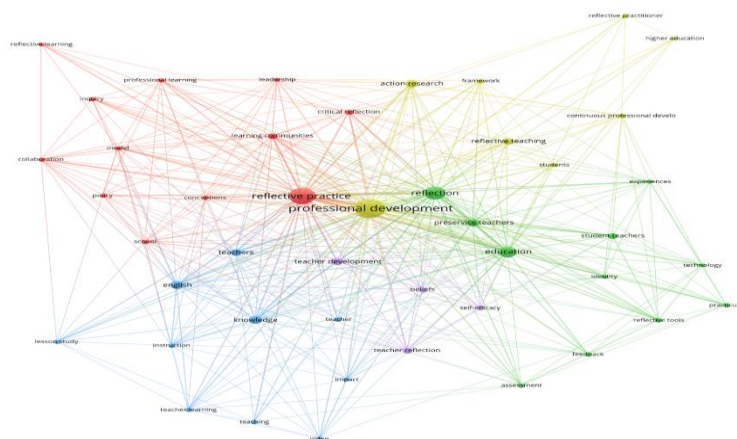 reflective practitioner
reflective learning
higher education
professional learning
leadership
action research
framework
inquiry
critical reflection
continuous professional develo
learning communities
reflective teaching
model
collaboration
students
experiences
policy
conceptions
reflective practice
reflection
professional development
preservice teachers
student teachers
school
teachers
education
teacher development
technology
identity
english
beliefs
self-efficacy
practicu
knowledge
teacher
reflective tools
lesson study
instruction
teacher reflection
feedback
impact
assessment
teacher learning
teaching
video